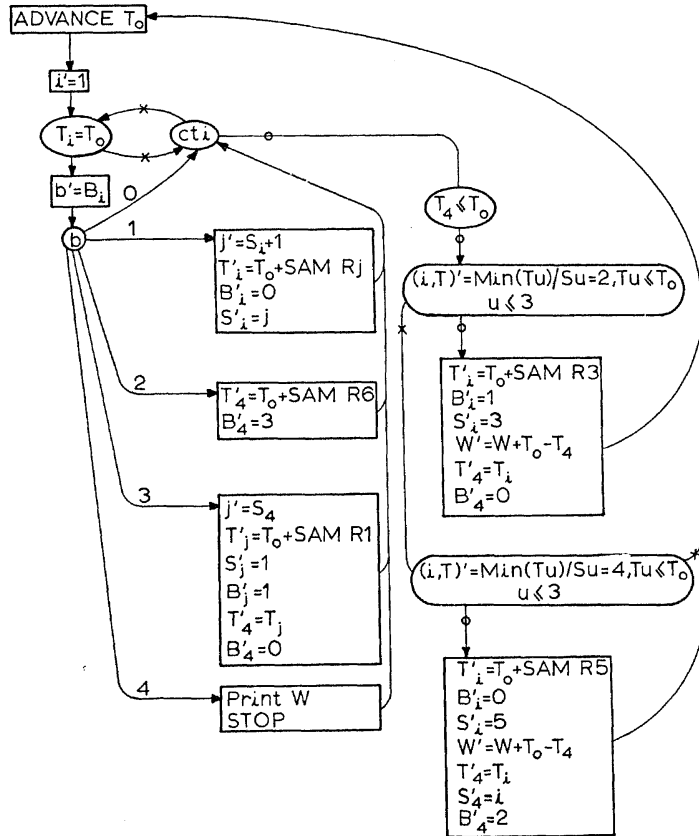 ADVANCE T₀
i'=1
Tᵢ=T₀
cti
b'=Bᵢ
b
0
1
j'=Sᵢ+1
T'ᵢ=T₀+SAM Rj
B'ᵢ=0
S'ᵢ=j
2
T'₄=T₀+SAM R6
B'₄=3
3
j'=S₄
T'ⱼ=T₀+SAM R1
S'ⱼ=1
B'ⱼ=1
T'₄=Tⱼ
B'₄=0
4
Print W
STOP
T₄≤T₀
(i,T)'=Min(Tu)/Su=2,Tu≤T₀
u≤3
T'ᵢ=T₀+SAM R3
B'ᵢ=1
S'ᵢ=3
W'=W+T₀-T₄
T'₄=Tᵢ
B'₄=0
(i,T)'=Min(Tu)/Su=4,Tu≤T₀
u≤3
T'ᵢ=T₀+SAM R5
B'ᵢ=0
S'ᵢ=5
W'=W+T₀-T₄
T'₄=Tᵢ
S'₄=i
B'₄=2